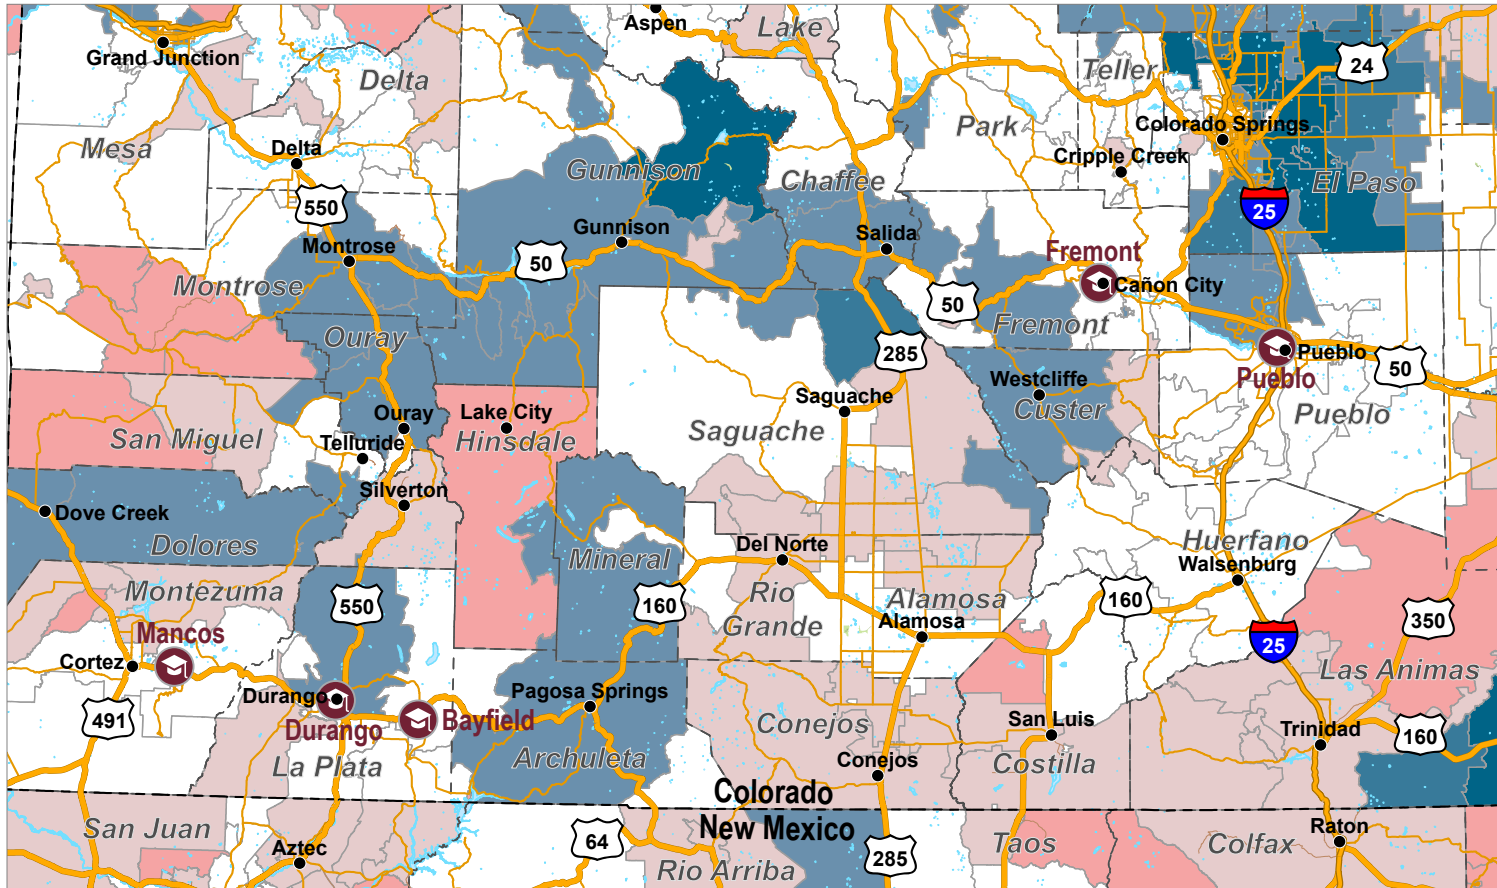 Aspen
Lake
Grand Junction
Delta
Teller
24
Mesa
Delta
Park
Colorado Springs
Cripple Creek
Gunnison
Chaffee
El Paso
550
25
Montrose
Gunnison
Salida
50
Fremont
Montrose
Cañon City
50
Ouray
Fremont
285
Pueblo
50
Pueblo
Westcliffe
Custer
Saguache
Pueblo
Ouray
Lake City
San Miguel
Telluride
Hinsdale
Saguache
Silverton
Dove Creek
Dolores
Mineral
Del Norte
Huerfano
Walsenburg
Montezuma
550
160
Rio
Grande
Alamosa
Alamosa
160
350
25
Mancos
Cortez
Las Animas
Durango
Pagosa Springs
491
Durango
Bayfield
Conejos
San Luis
Trinidad
160
La Plata
Archuleta
Conejos
Costilla
Colorado
New Mexico
San Juan
Aztec
64
285
Rio Arriba
Taos
Colfax
Raton